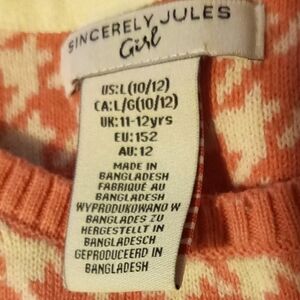 SINCERELY JULES
Girl
US:L(10/12)
CA:L/G(10/12)
UK:11-12yrs
EU:152
AU:12
MADE IN
BANGLADESH
FABRIQUÉ AU
BANGLADESH
WYPRODUKOWANO W
BANGLADES ZU
HERGESTELLT IN
BANGLADESCH
GEPRODUCEERD IN
BANGLADESH